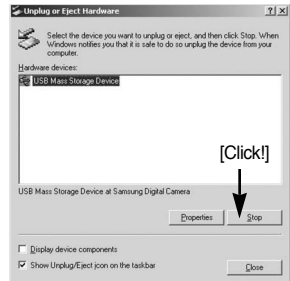 Unplug or Eject Hardware
Select the device you want to unplug or eject, and then click Stop. When
Windows notifies you that it is safe to do so unplug the device from your
computer.
Hardware devices:
USB Mass Storage Device
[Click!]
USB Mass Storage Device at Samsung Digital Camera
Properties Stop
Display device components
Show Unplug/Eject icon on the taskbar
Close